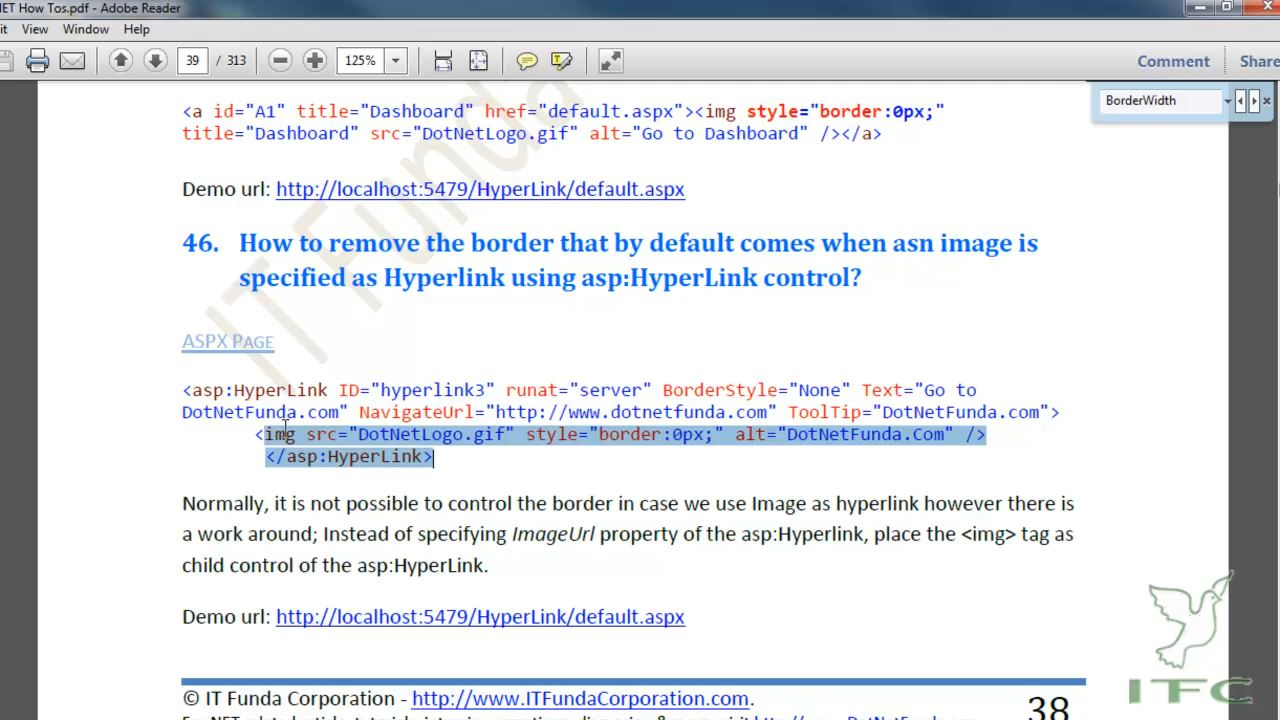 NET How Tos.pdf - Adobe Reader
it View Window Help
39 / 313 125% Comment Share
BorderWidth
<a id="A1" title="Dashboard" href="default.aspx"><img style="border:0px;"
title="Dashboard" src="DotNetLogo.gif" alt="Go to Dashboard" /></a>
Demo url: http://localhost:5479/HyperLink/default.aspx
46. How to remove the border that by default comes when asn image is
specified as Hyperlink using asp:HyperLink control?
ASPX PAGE
<asp:HyperLink ID="hyperlink3" runat="server" BorderStyle="None" Text="Go to
DotNetFunda.com" NavigateUrl="http://www.dotnetfunda.com" ToolTip="DotNetFunda.com">
<img src="DotNetLogo.gif" style="border:0px;" alt="DotNetFunda.Com" />
</asp:HyperLink>
Normally, it is not possible to control the border in case we use Image as hyperlink however there is
a work around; Instead of specifying ImageUrl property of the asp:Hyperlink, place the <img> tag as
child control of the asp:HyperLink.
Demo url: http://localhost:5479/HyperLink/default.aspx
© IT Funda Corporation - http://www.ITFundaCorporation.com.
38
IT Funda
ITFC